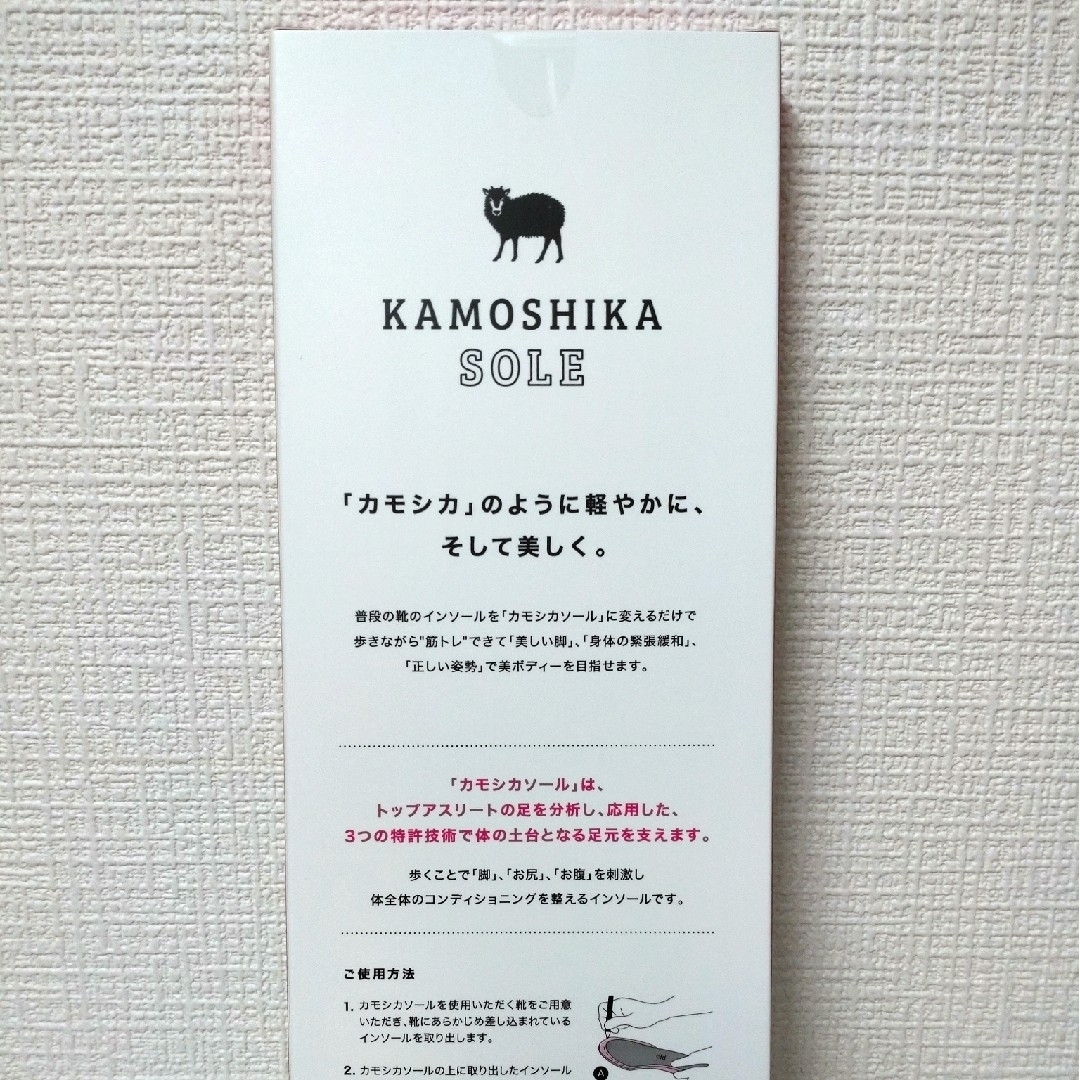 KAMOSHIKA
SOLE
「カモシカ」のように軽やかに、
そして美しく。
普段の靴のインソールを「カモシカソール」に変えるだけで
歩きながら"筋トレ"できて「美しい脚」、「身体の緊張緩和」、
「正しい姿勢」で美ボディーを目指せます。
「カモシカソール」は、
トップアスリートの足を分析し、応用した、
3つの特許技術で体の土台となる足元を支えます。
歩くことで「脚」、「お尻」、「お腹」を刺激し
体全体のコンディショニングを整えるインソールです。
ご使用方法
1. カモシカソールを使用いただく靴をご用意
いただき、靴にあらかじめ差し込まれている
インソールを取り出します。
2. カモシカソールの上に取り出したインソール
A